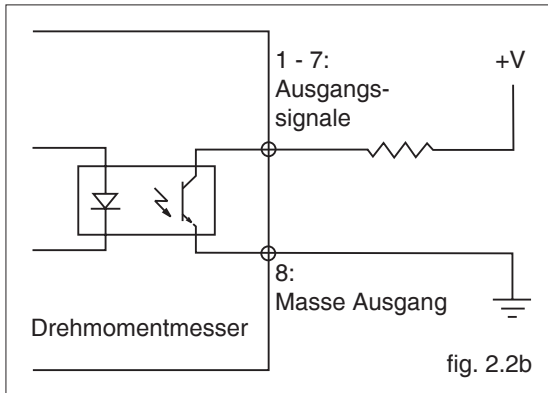 1 - 7:
Ausgangs-
signale
+V
8:
Masse Ausgang
Drehmomentmesser
fig. 2.2b